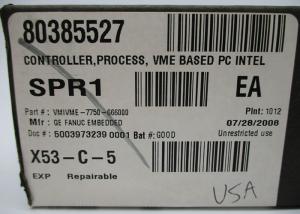 80385527
CONTROLLER,PROCESS, VME BASED PC INTEL
SPR1 EA
Part #: VMIVME-7750-666000 Plnt: 1012
Mfr : GE FANUC EMBEDDED 07/28/2008
Doc #: 5003973239 0001 Bat #: GOOD Unrestricted use
X53-C-5
EXP Repairable
USA